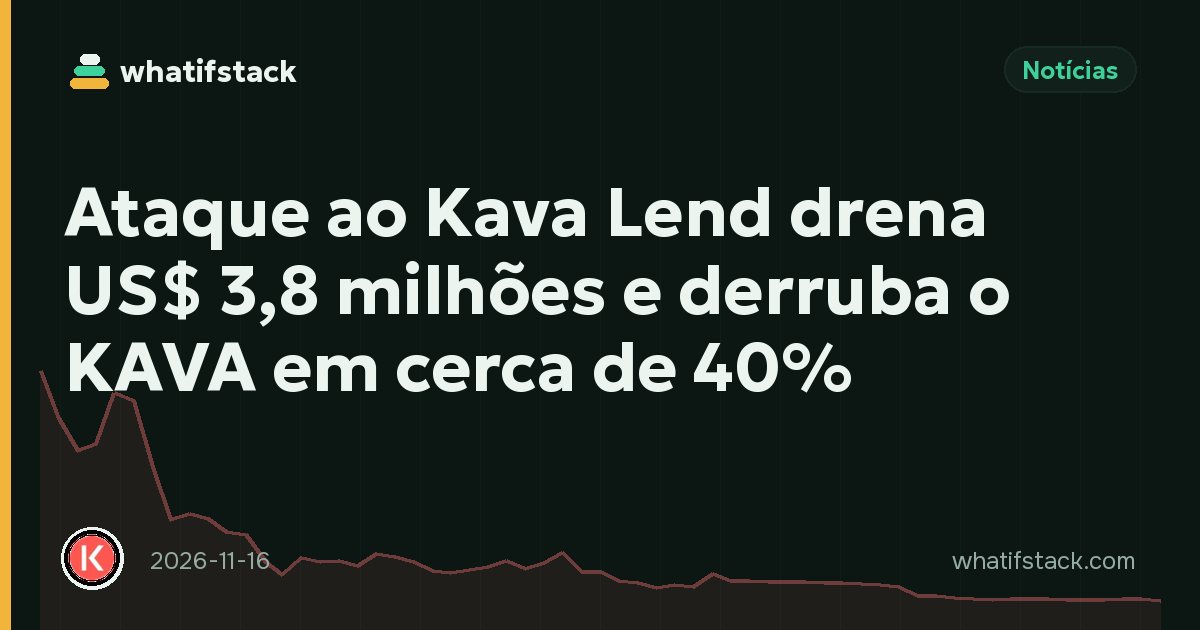 whatifstack
Notícias
Ataque ao Kava Lend drena
US$ 3,8 milhões e derruba o
KAVA em cerca de 40%
K
2026-11-16
whatifstack.com